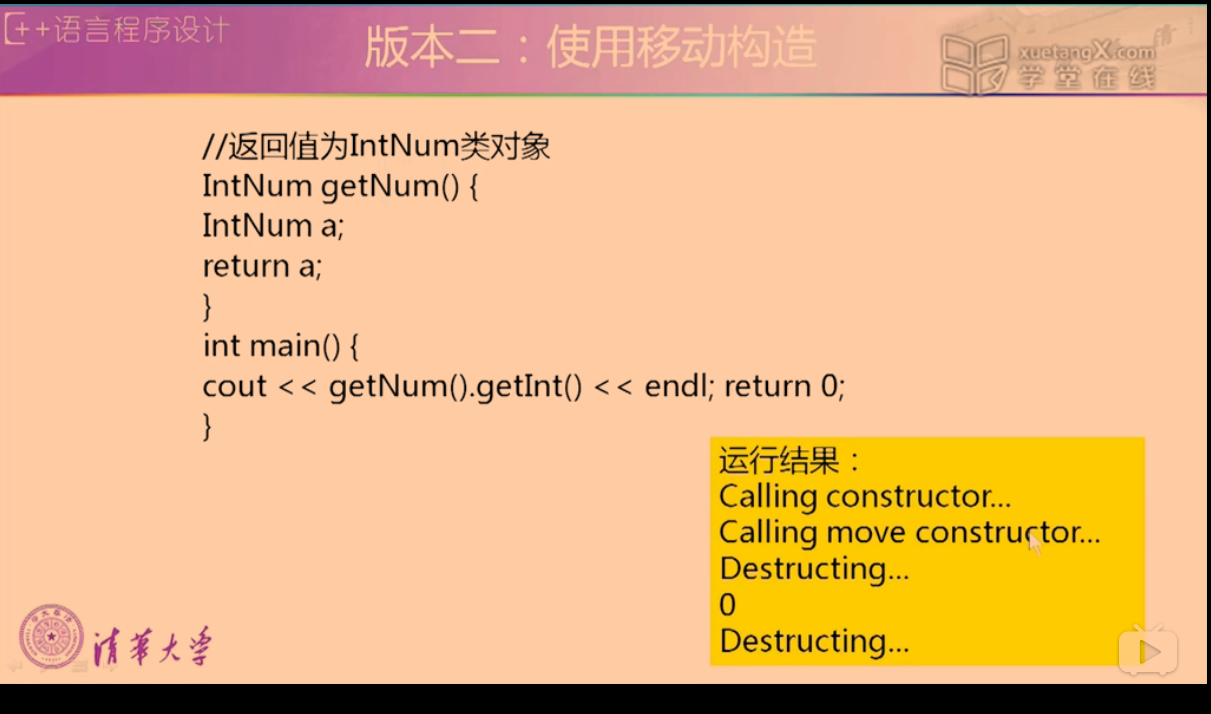 C++语言程序设计
版本二：使用移动构造
xuetangX.com
学堂在线
//返回值为IntNum类对象
IntNum getNum() {
IntNum a;
return a;
}
int main() {
cout << getNum().getInt() << endl; return 0;
}
运行结果：
Calling constructor...
Calling move constructor...
Destructing...
0
Destructing...
清华大学